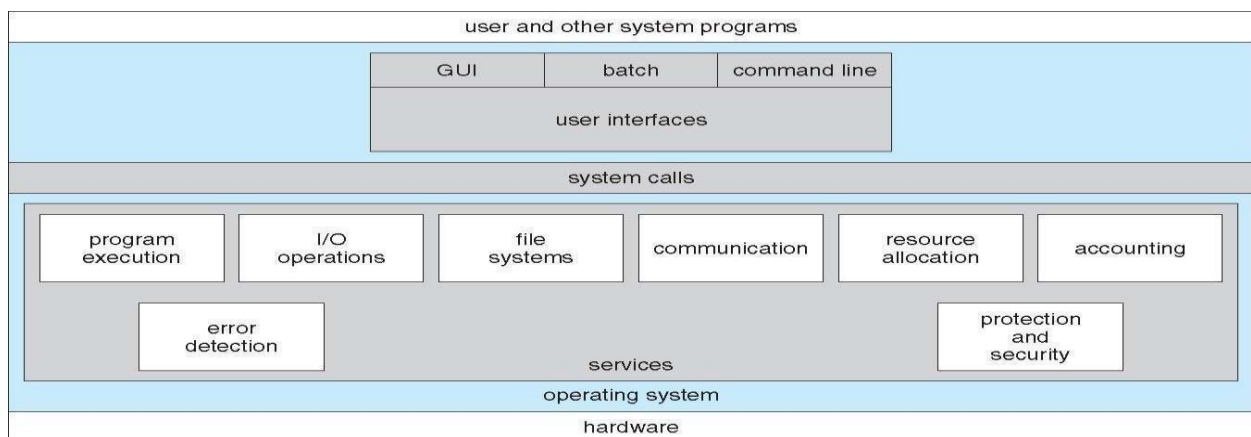 user and other system programs
GUI
batch
command line
user interfaces
system calls
program
execution
I/O
operations
file
systems
communication
resource
allocation
accounting
error
detection
protection
and
security
services
operating system
hardware